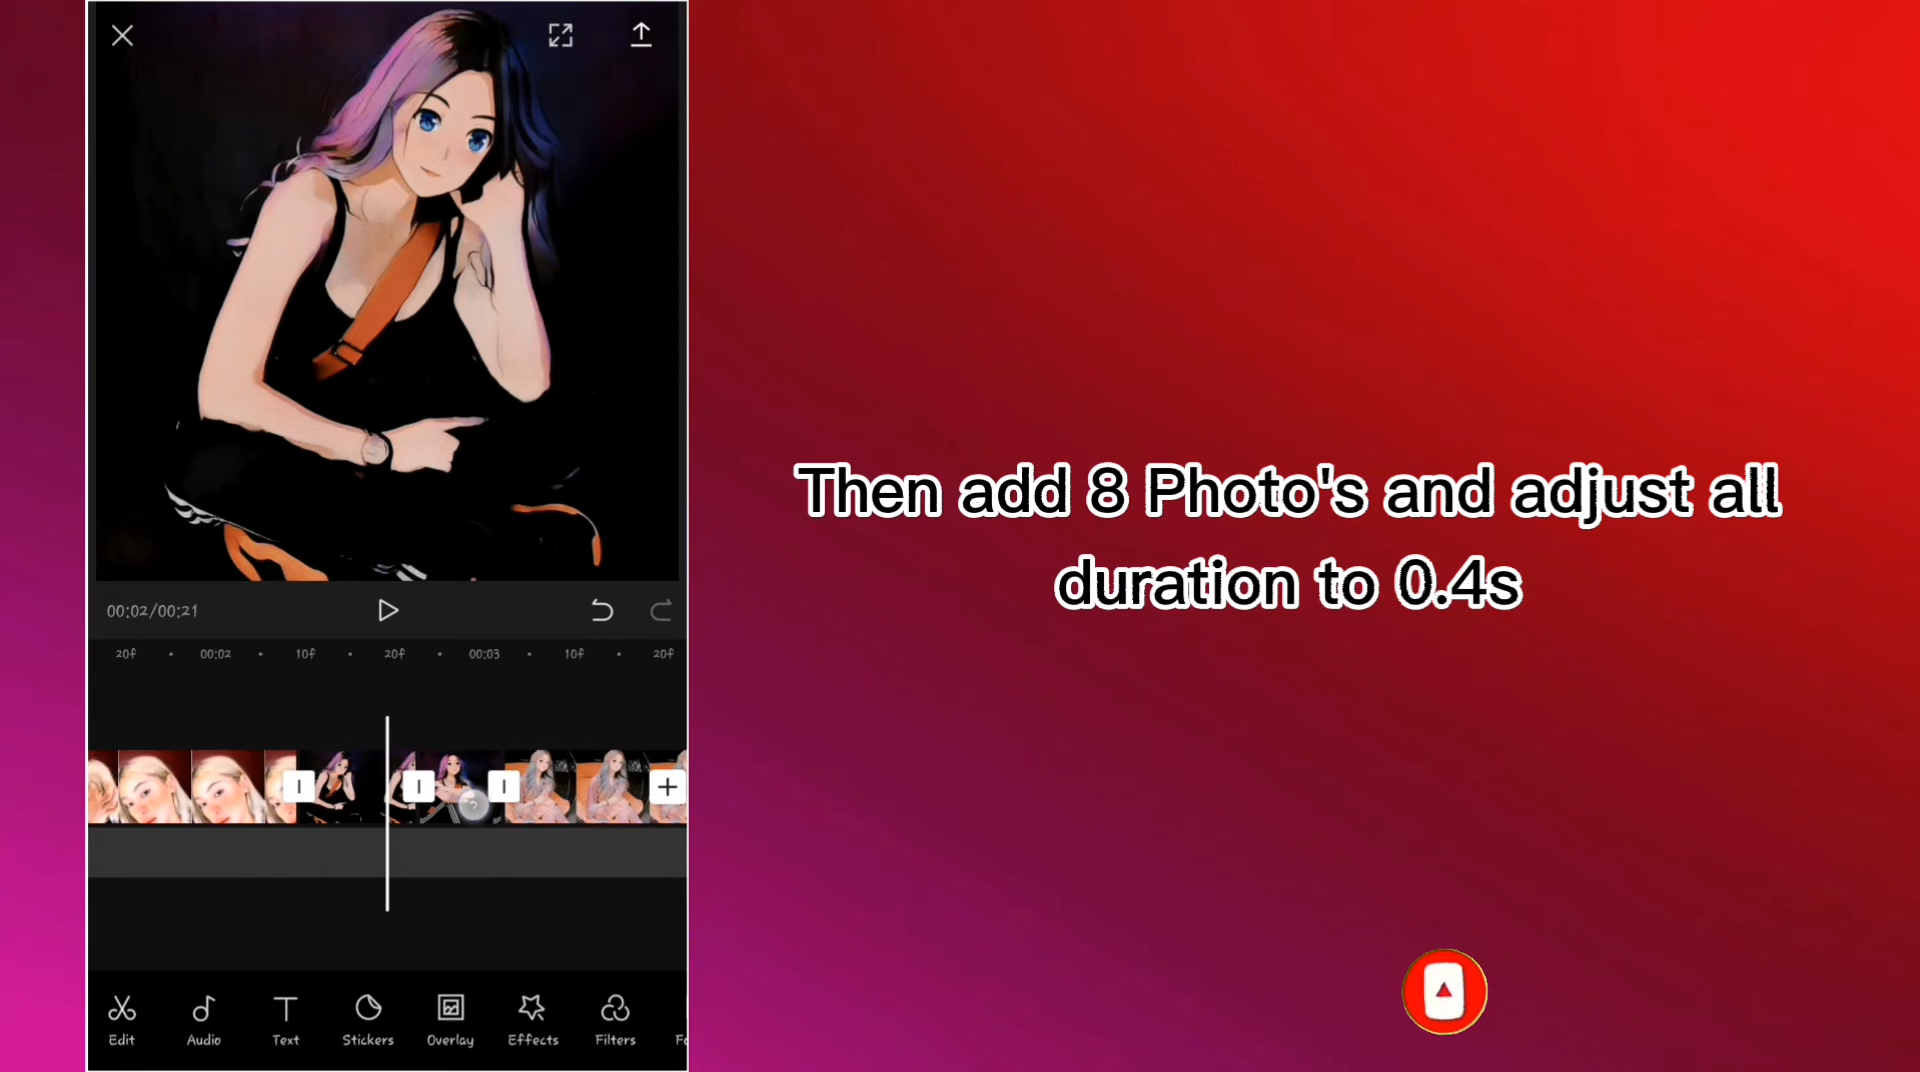 Then add 8 Photo's and adjust all
duration to 0.4s
00:02/00:21
20f 00:02 10f 20f 00:03 10f 20f
Edit Audio Text Stickers Overlay Effects Filters